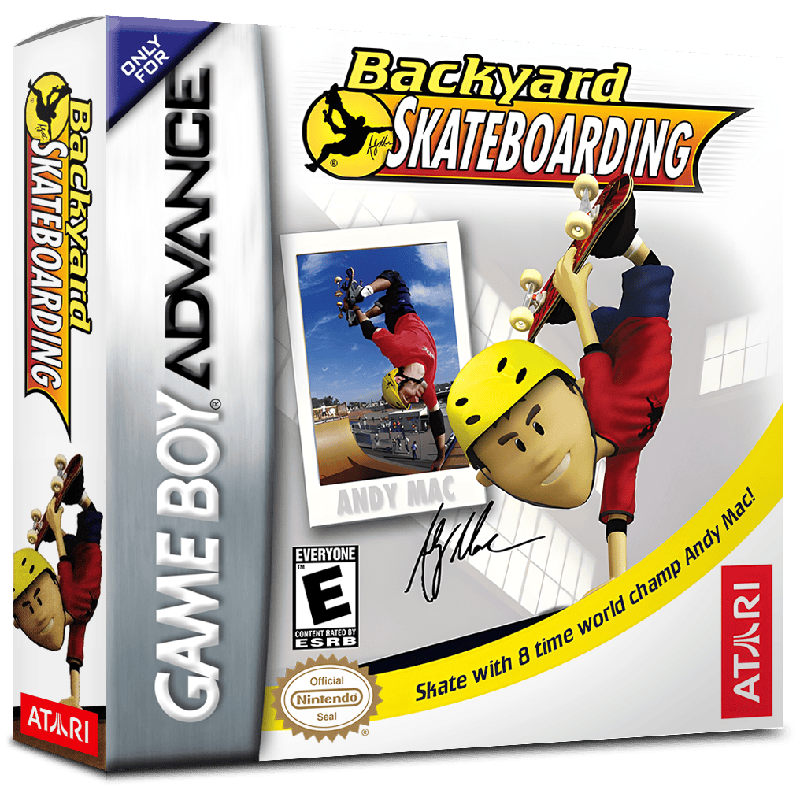 Backyard
SKATEBOARDING
ATARI
ONLY
FOR
GAME BOY ADVANCE
®
Backyard
SKATEBOARDING
®
ANDY MAC
EVERYONE
E
™
CONTENT RATED BY
ESRB
Official
Nintendo
Seal
®
Skate with 8 time world champ Andy Mac!
ATARI